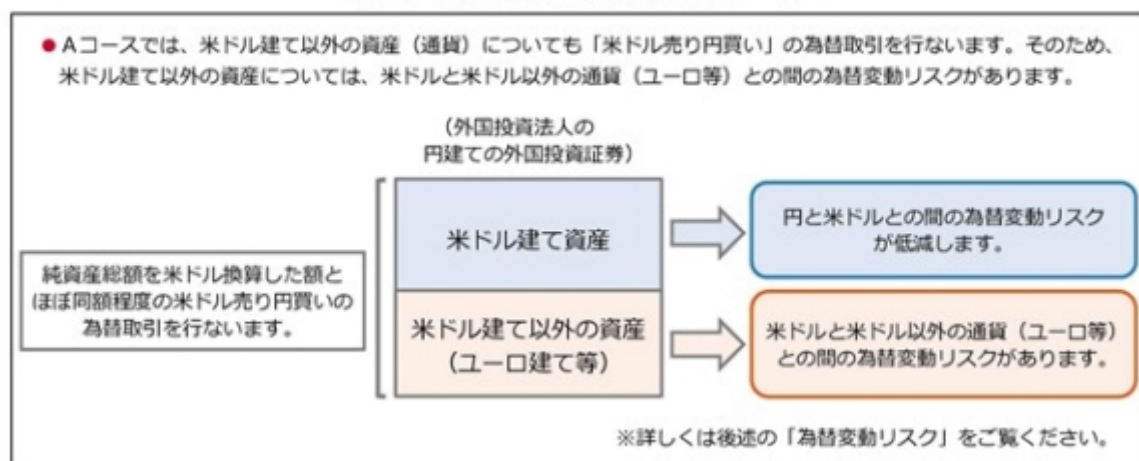 ●Aコースでは、米ドル建て以外の資産（通貨）についても「米ドル売り円買い」の為替取引を行ないます。そのため、
米ドル建て以外の資産については、米ドルと米ドル以外の通貨（ユーロ等）との間の為替変動リスクがあります。
（外国投資法人の
円建ての外国投資証券）
純資産総額を米ドル換算した額と
ほぼ同額程度の米ドル売り円買いの
為替取引を行ないます。
米ドル建て資産
円と米ドルとの間の為替変動リスク
が低減します。
米ドル建て以外の資産
（ユーロ建て等）
米ドルと米ドル以外の通貨（ユーロ等）
との間の為替変動リスクがあります。
※詳しくは後述の「為替変動リスク」をご覧ください。